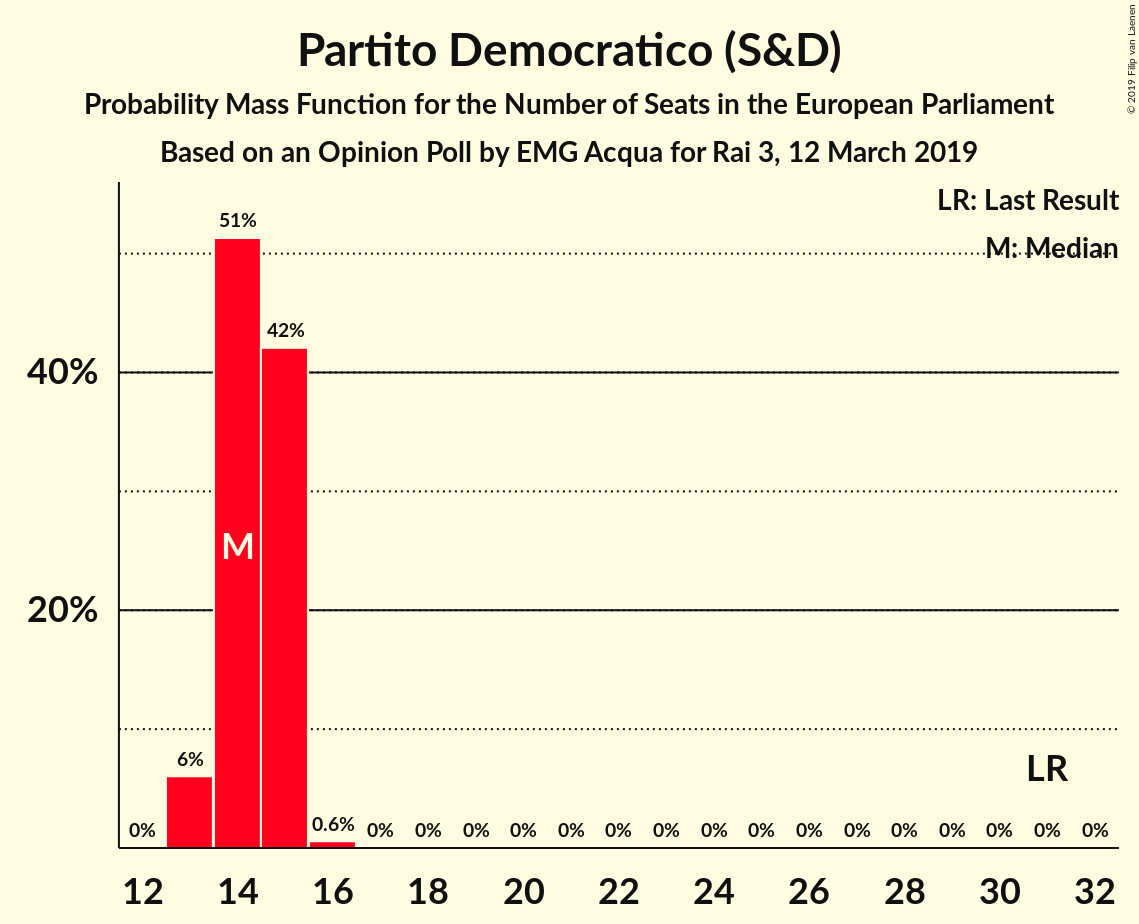 Partito Democratico (S&D)
Probability Mass Function for the Number of Seats in the European Parliament
Based on an Opinion Poll by EMG Acqua for Rai 3, 12 March 2019
© 2019 Filip van Laenen
LR: Last Result
M: Median
40%
20%
0% 6% 51% 42% 0.6% 0% 0% 0% 0% 0% 0% 0% 0% 0% 0% 0% 0% 0% 0% 0% 0%
M
LR
12 14 16 18 20 22 24 26 28 30 32